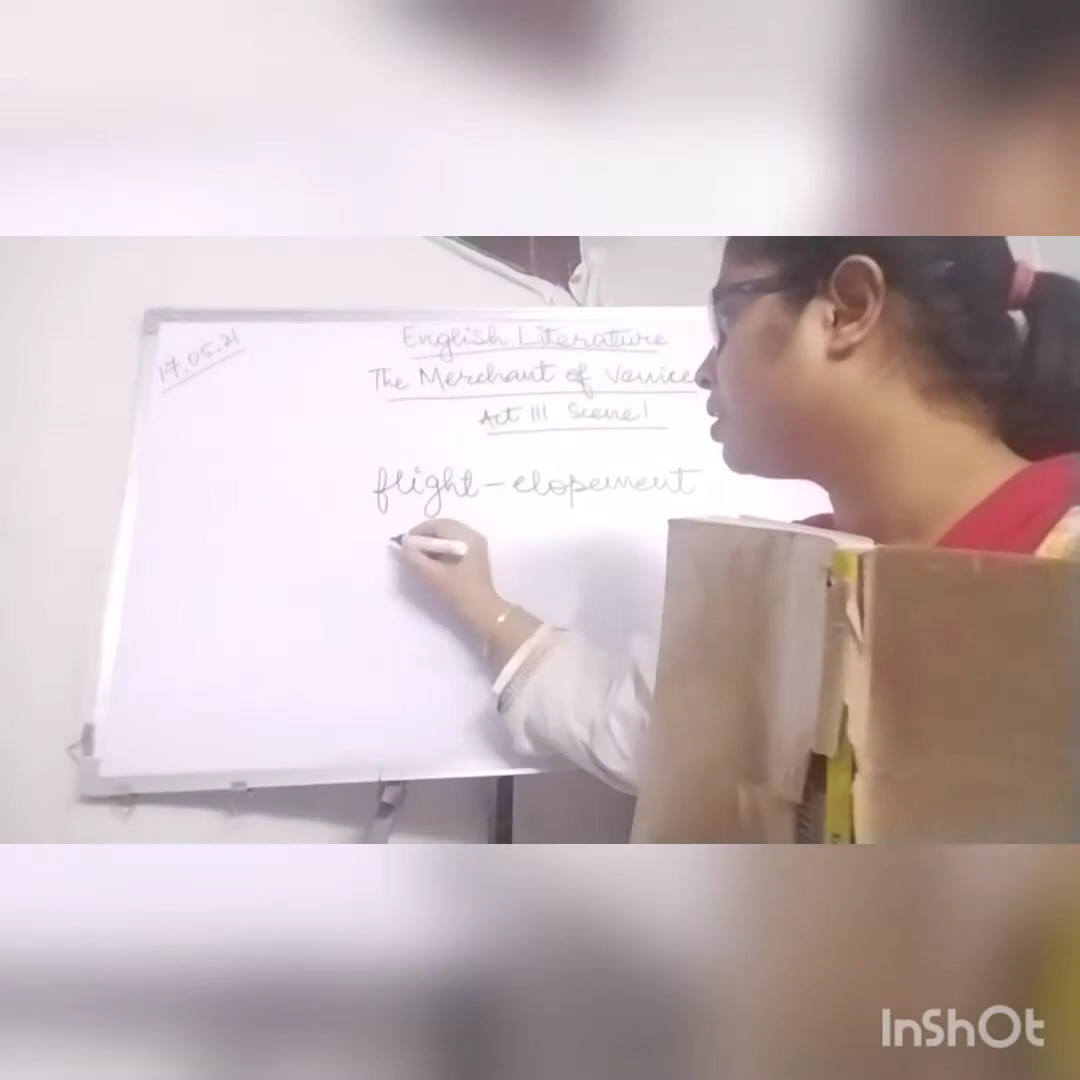 17.05.21
English Literature
The Merchant of Venice
Act III Scene I
flight - elopement
InShOt